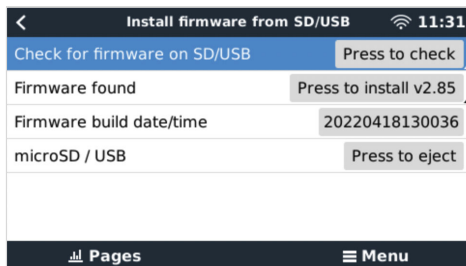 Install firmware from SD/USB 11:31
Check for firmware on SD/USB Press to check
Firmware found Press to install v2.85
Firmware build date/time 20220418130036
microSD / USB Press to eject
Pages Menu